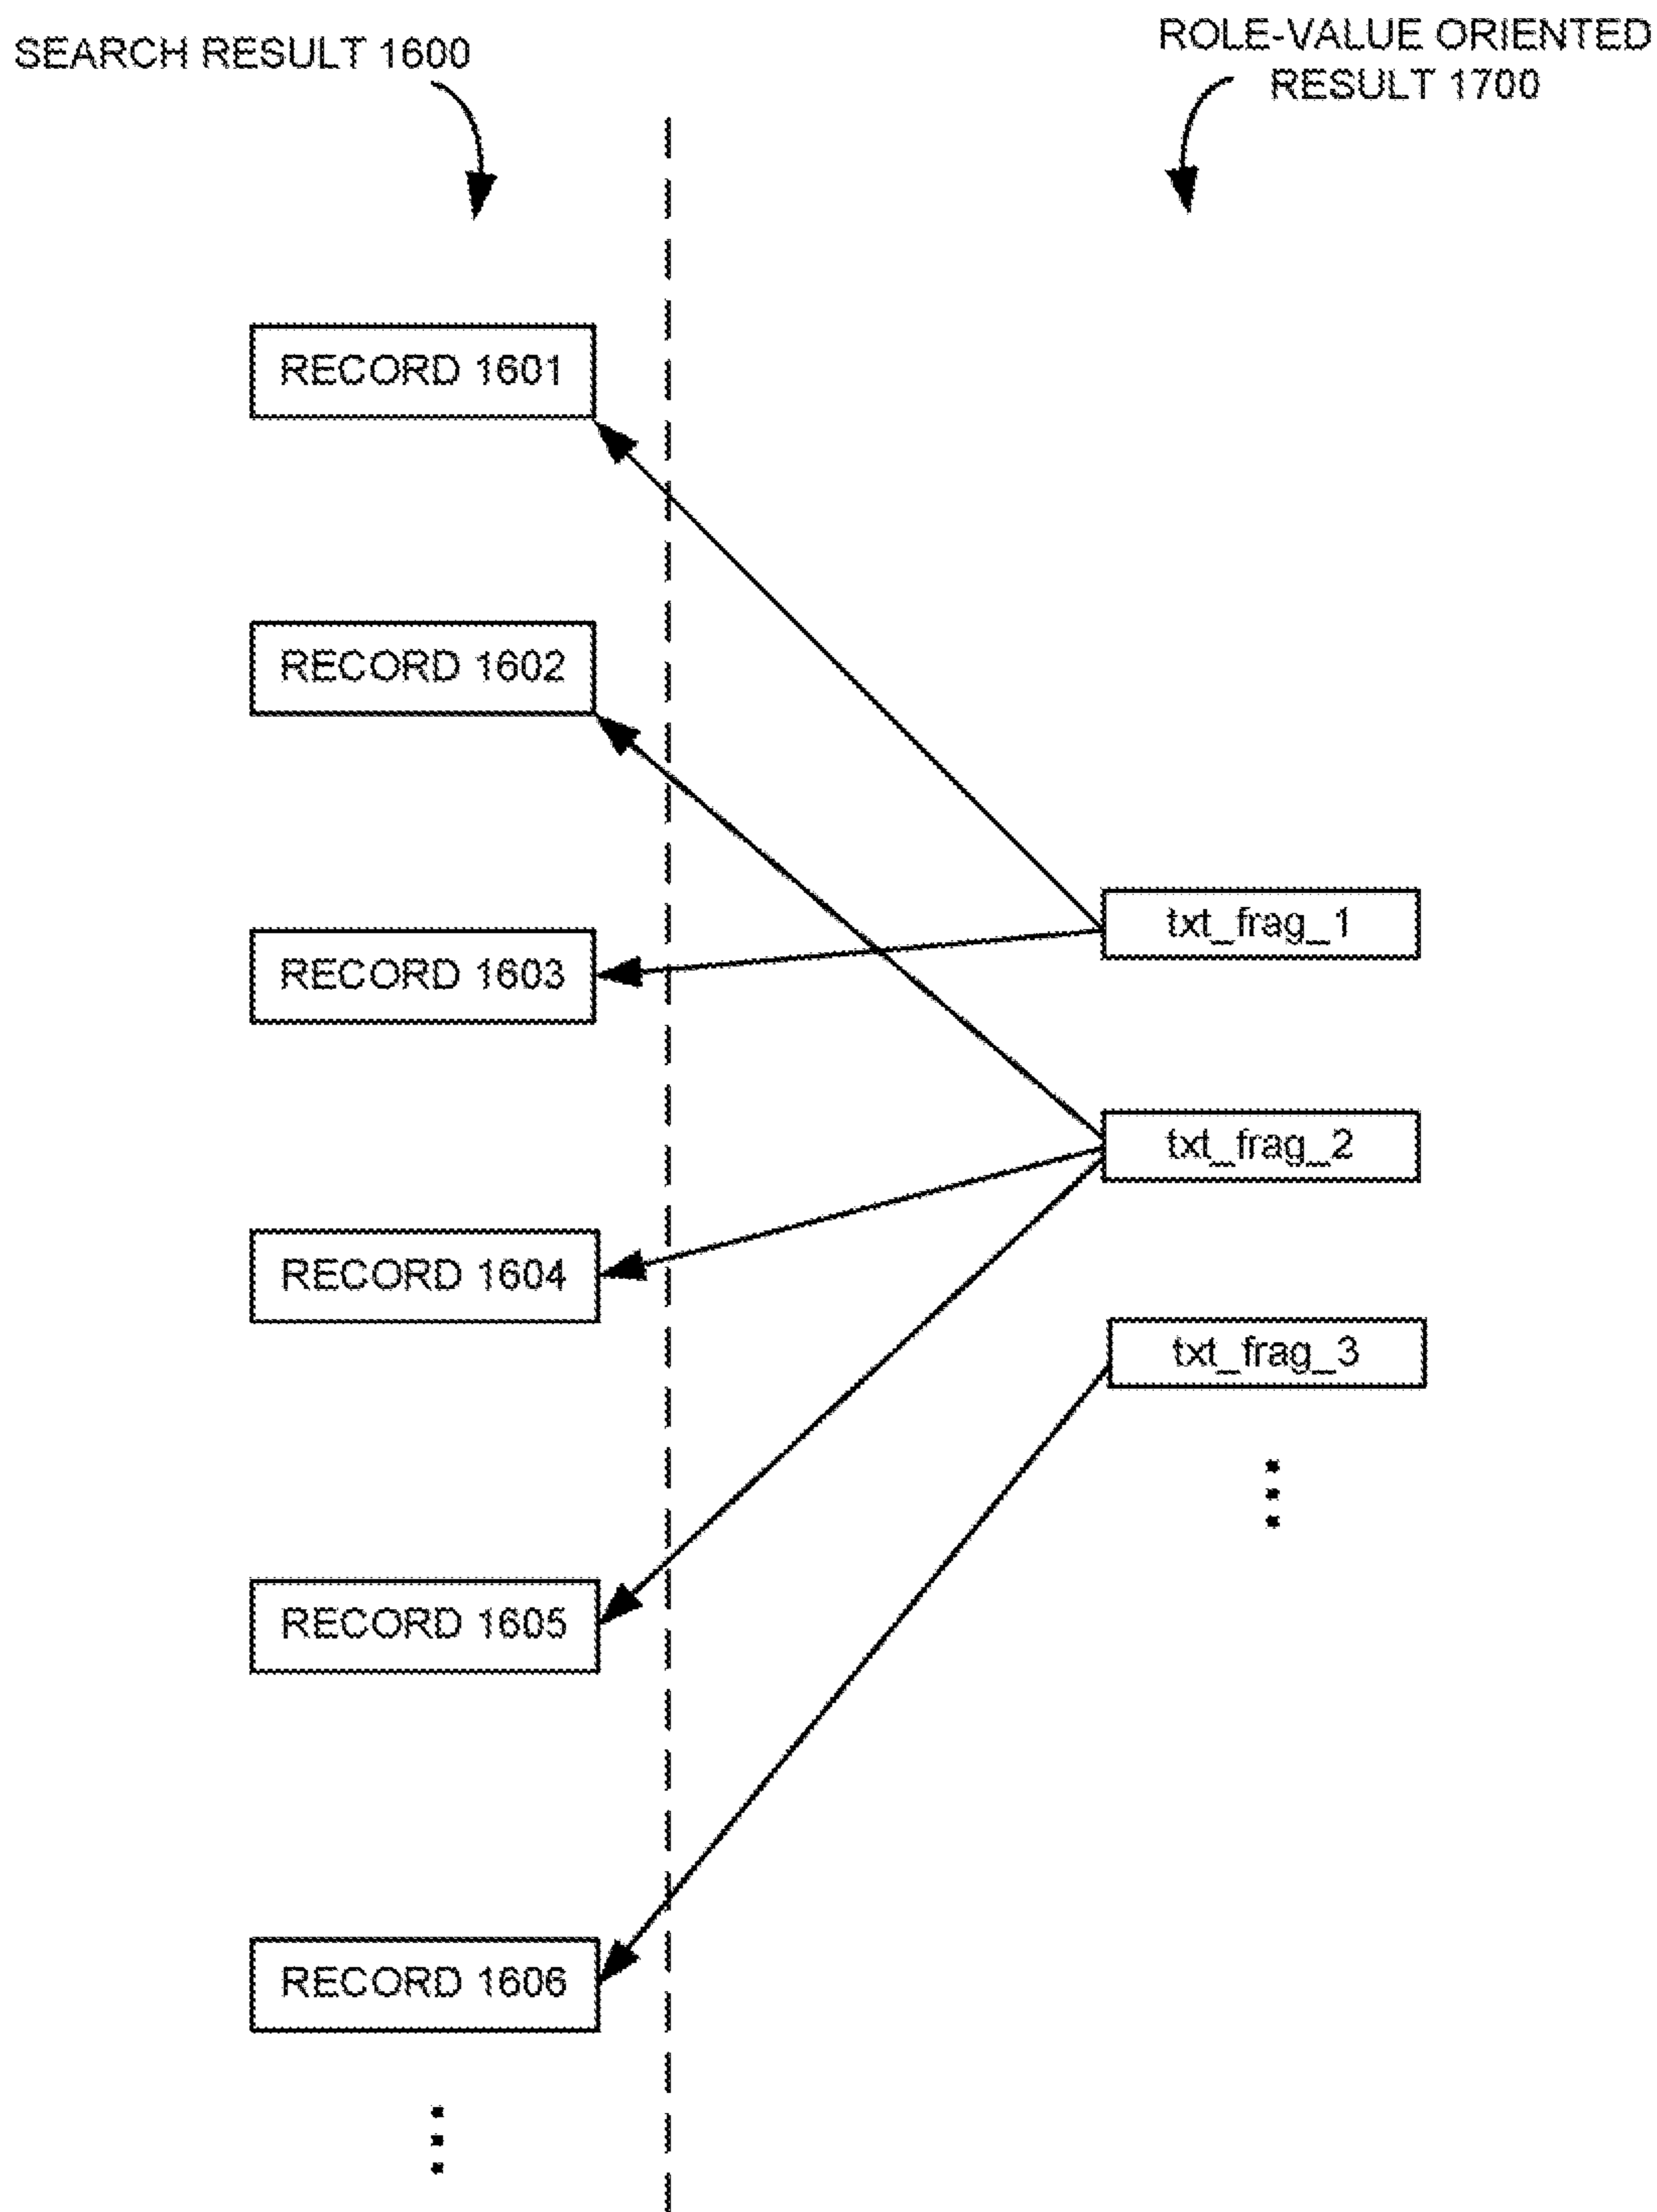 SEARCH RESULT 1600
ROLE-VALUE ORIENTED
RESULT 1700
RECORD 1601
RECORD 1602
RECORD 1603
RECORD 1604
RECORD 1605
RECORD 1606
txt_frag_1
txt_frag_2
txt_frag_3